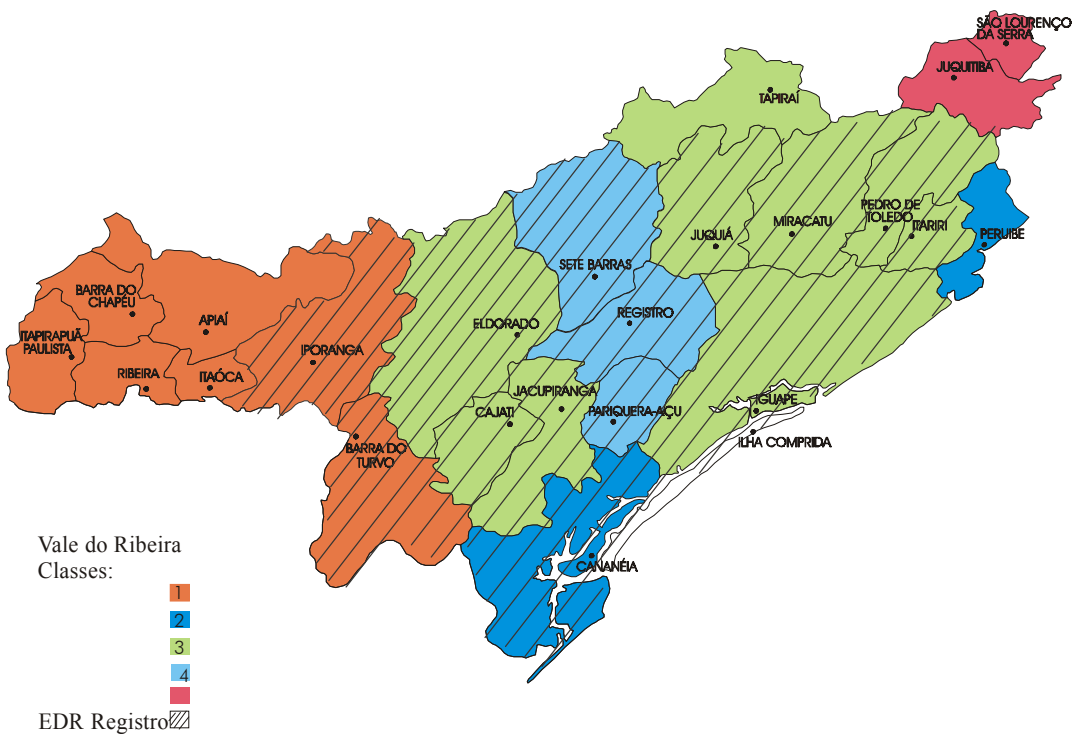 SÃO LOURENÇO
DA SERRA
JUQUITIBA
TAPIRAÍ
PEDRO DE
TOLEDO
ITARIRI
MIRACATU
JUQUIÁ
PERUIBE
SETE BARRAS
REGISTRO
ELDORADO
BARRA DO
CHAPÉU
APIAÍ
ITAPIRAPUÃ
PAULISTA
IPORANGA
RIBEIRA
ITAÓCA
JACUPIRANGA
CAJATI
PARIQUERA-AÇU
IGUAPE
ILHA COMPRIDA
BARRA DO
TURVO
CANANÉIA
Vale do Ribeira
Classes:
1
2
3
4
EDR Registro